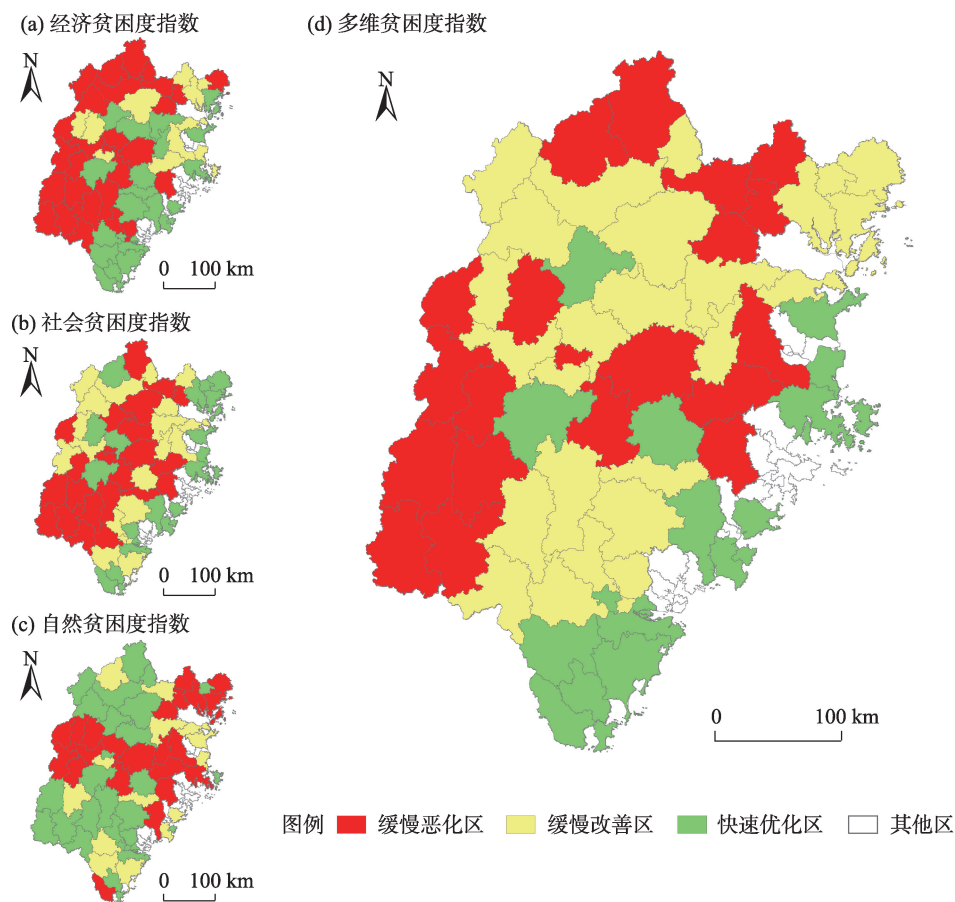 (a) 经济贫困度指数
N
0 100 km
(b) 社会贫困度指数
N
0 100 km
(c) 自然贫困度指数
N
0 100 km
(d) 多维贫困度指数
N
0 100 km
图例 缓慢恶化区 缓慢改善区 快速优化区 其他区